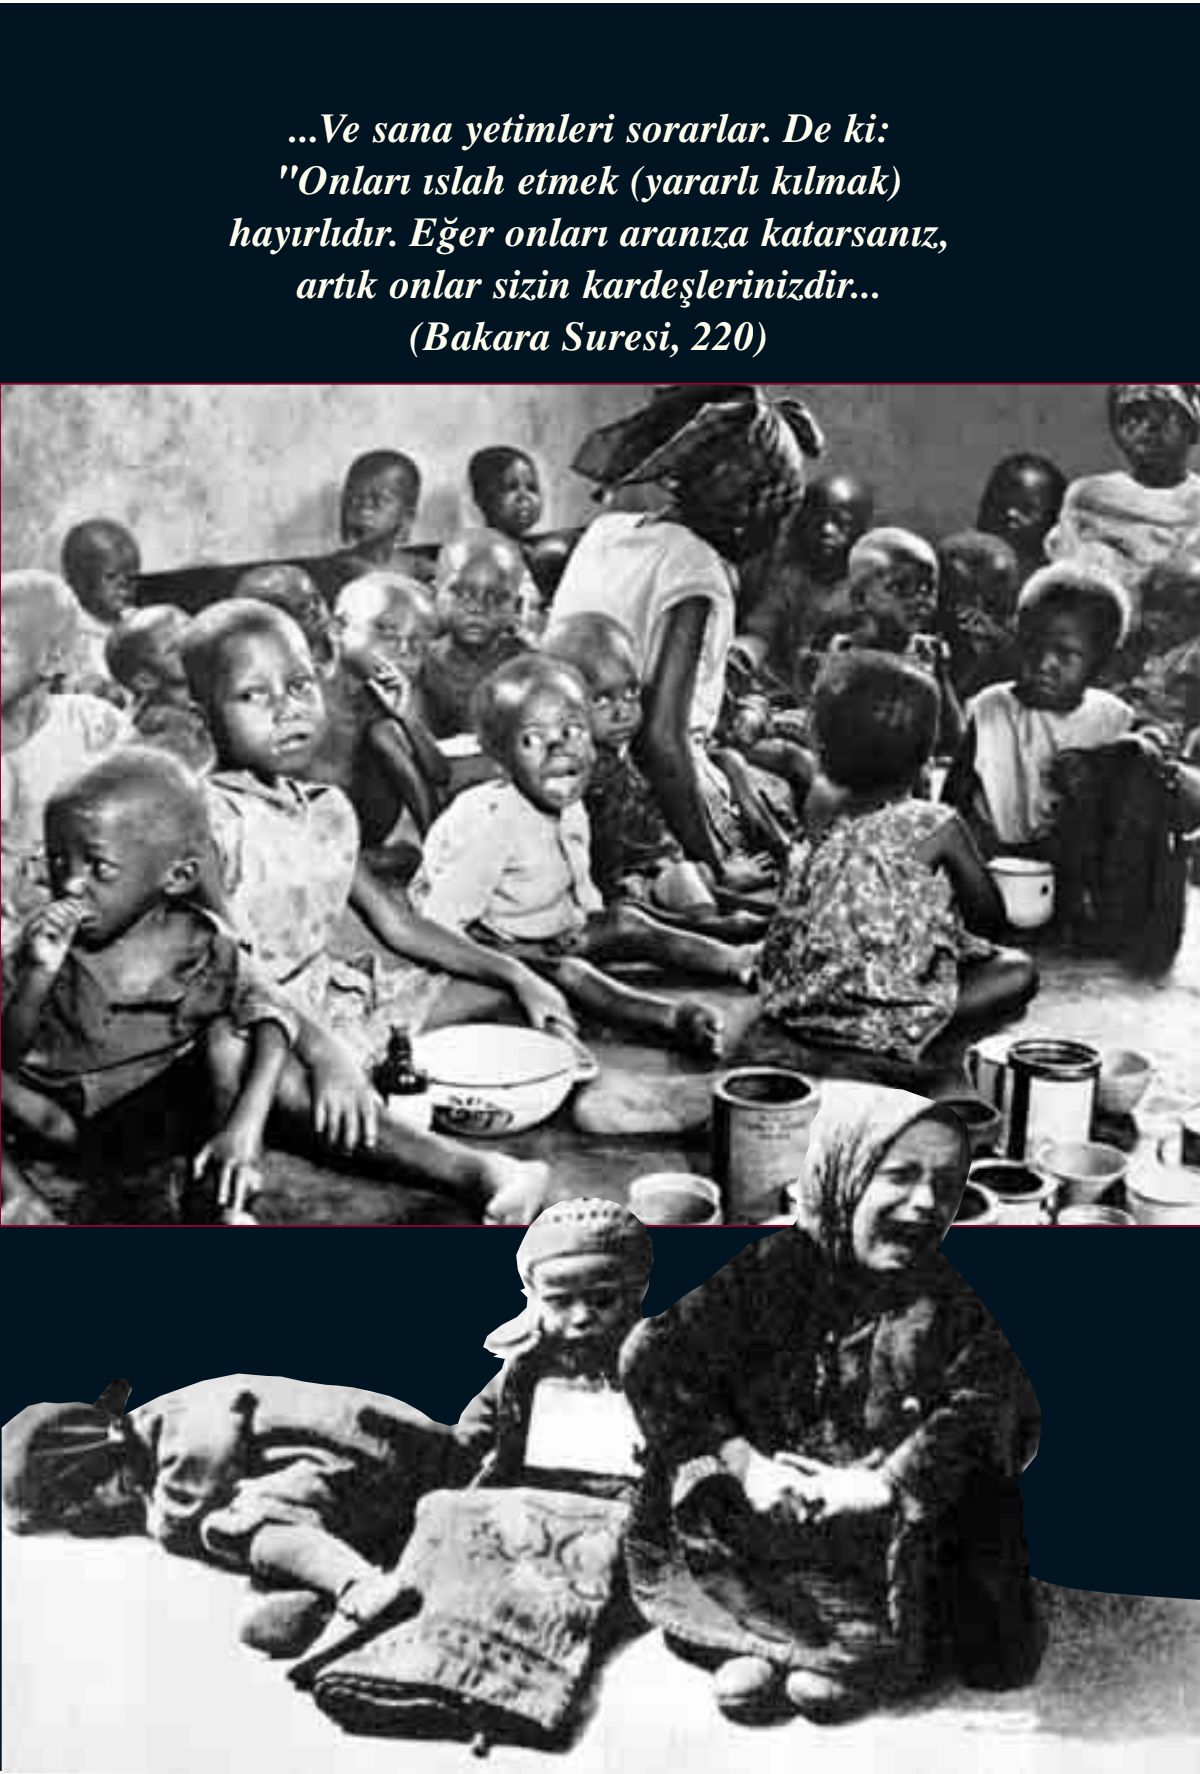 ...Ve sana yetimleri sorarlar. De ki:
"Onları ıslah etmek (yararlı kılmak)
hayırlıdır. Eğer onları aranıza katarsanız,
artık onlar sizin kardeşlerinizdir...
(Bakara Suresi, 220)